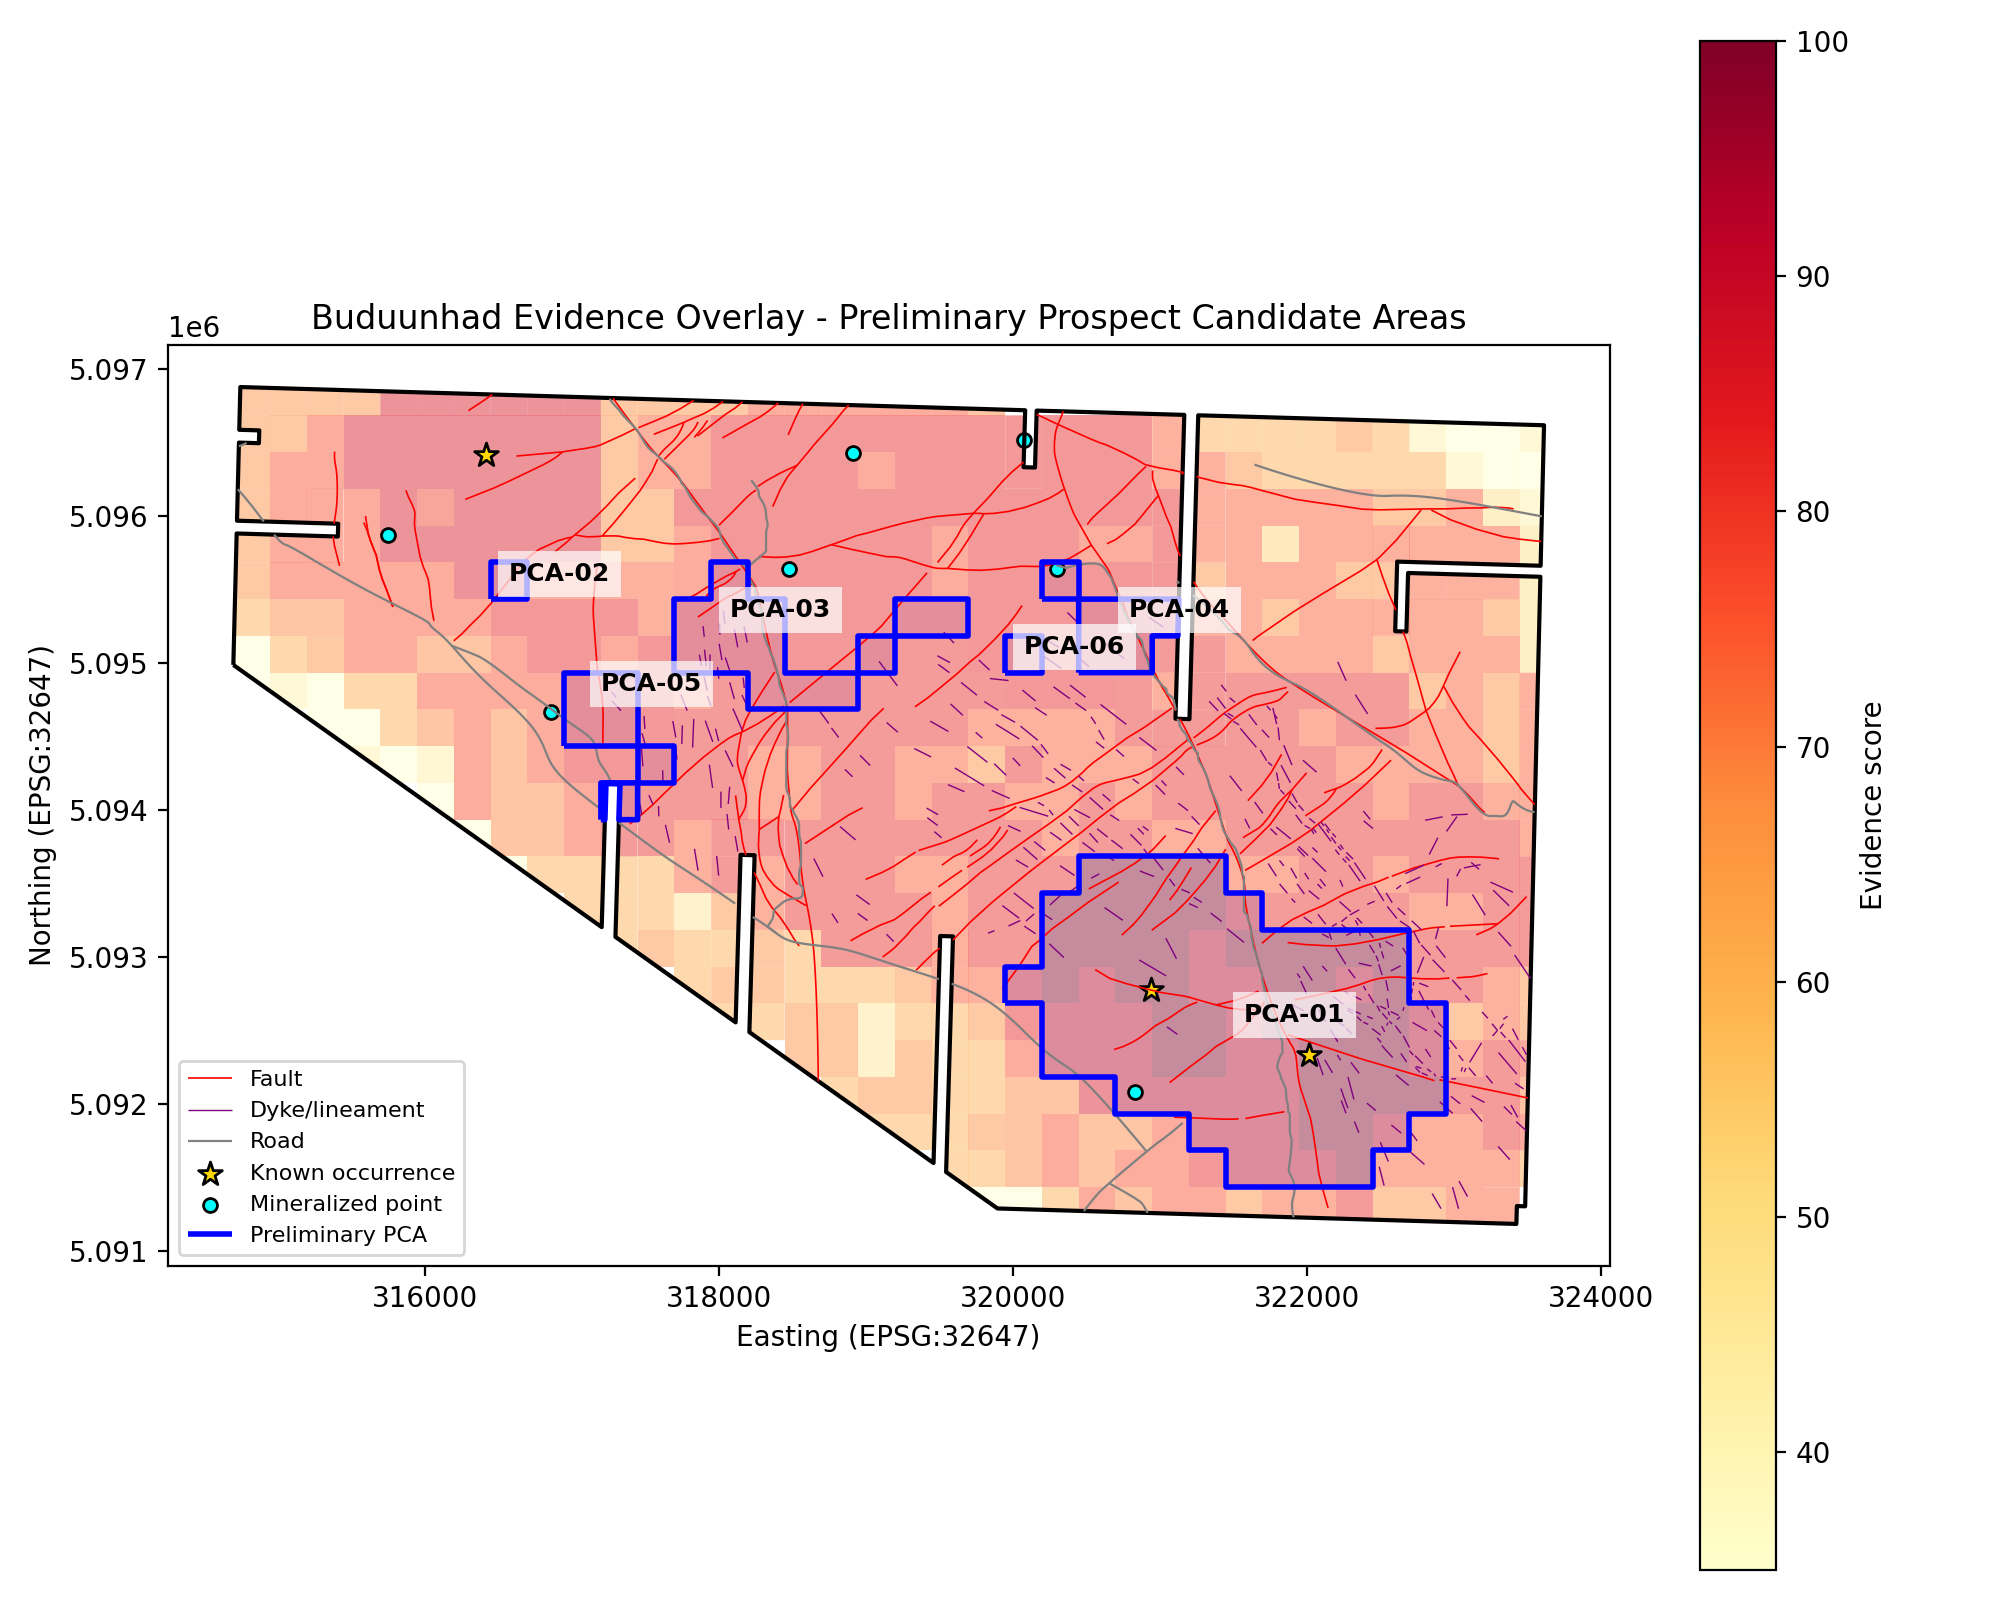 Buduunhad Evidence Overlay - Preliminary Prospect Candidate Areas
1e6
5.097
5.096
5.095
5.094
5.093
5.092
5.091
Northing (EPSG:32647)
PCA-02
PCA-03
PCA-04
PCA-06
PCA-05
PCA-01
Fault
Dyke/lineament
Road
Known occurrence
Mineralized point
Preliminary PCA
316000
318000
320000
322000
324000
Easting (EPSG:32647)
100
90
80
70
60
50
40
Evidence score